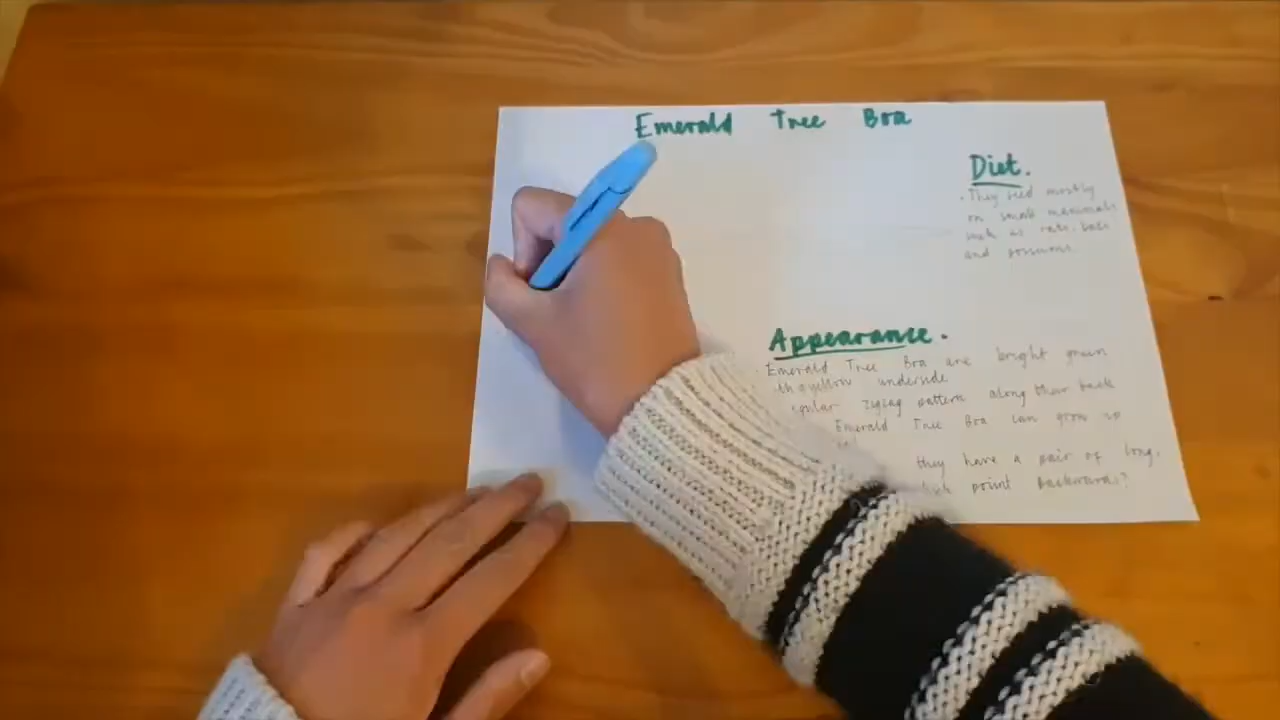 Emerald Tree Boa
Diet.
• They feed mostly
on small mammals
such as rats, bats
and possums.
Appearance.
Emerald Tree Boa are bright green
yellow underside
zigzag pattern along their back
Emerald Tree Boa can grow up
they have a pair of long,
point backwards?